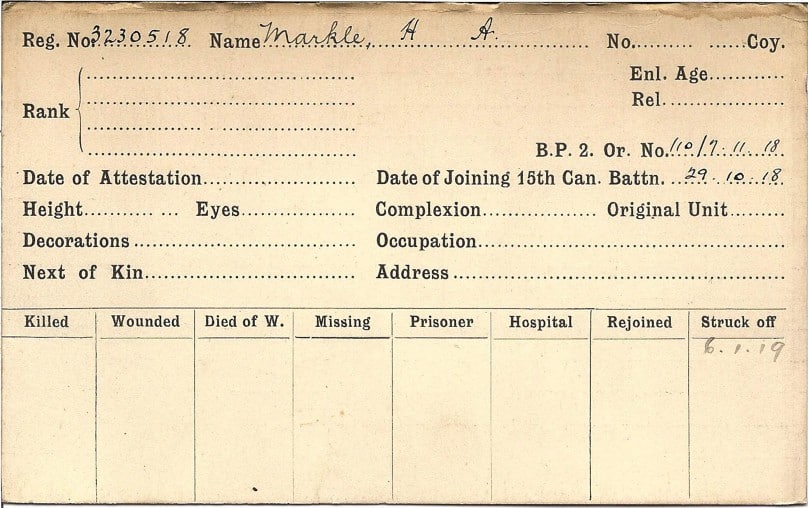 Reg. No. 3230518 Name Markle, H A. No. Coy.
Enl. Age
Rel.
Rank
B.P. 2. Or. No. 110/7.11.18.
Date of Attestation Date of Joining 15th Can. Battn. 29.10.18.
Height Eyes Complexion Original Unit
Decorations Occupation
Next of Kin Address
Killed Wounded Died of W. Missing Prisoner Hospital Rejoined Struck off
6.1.19